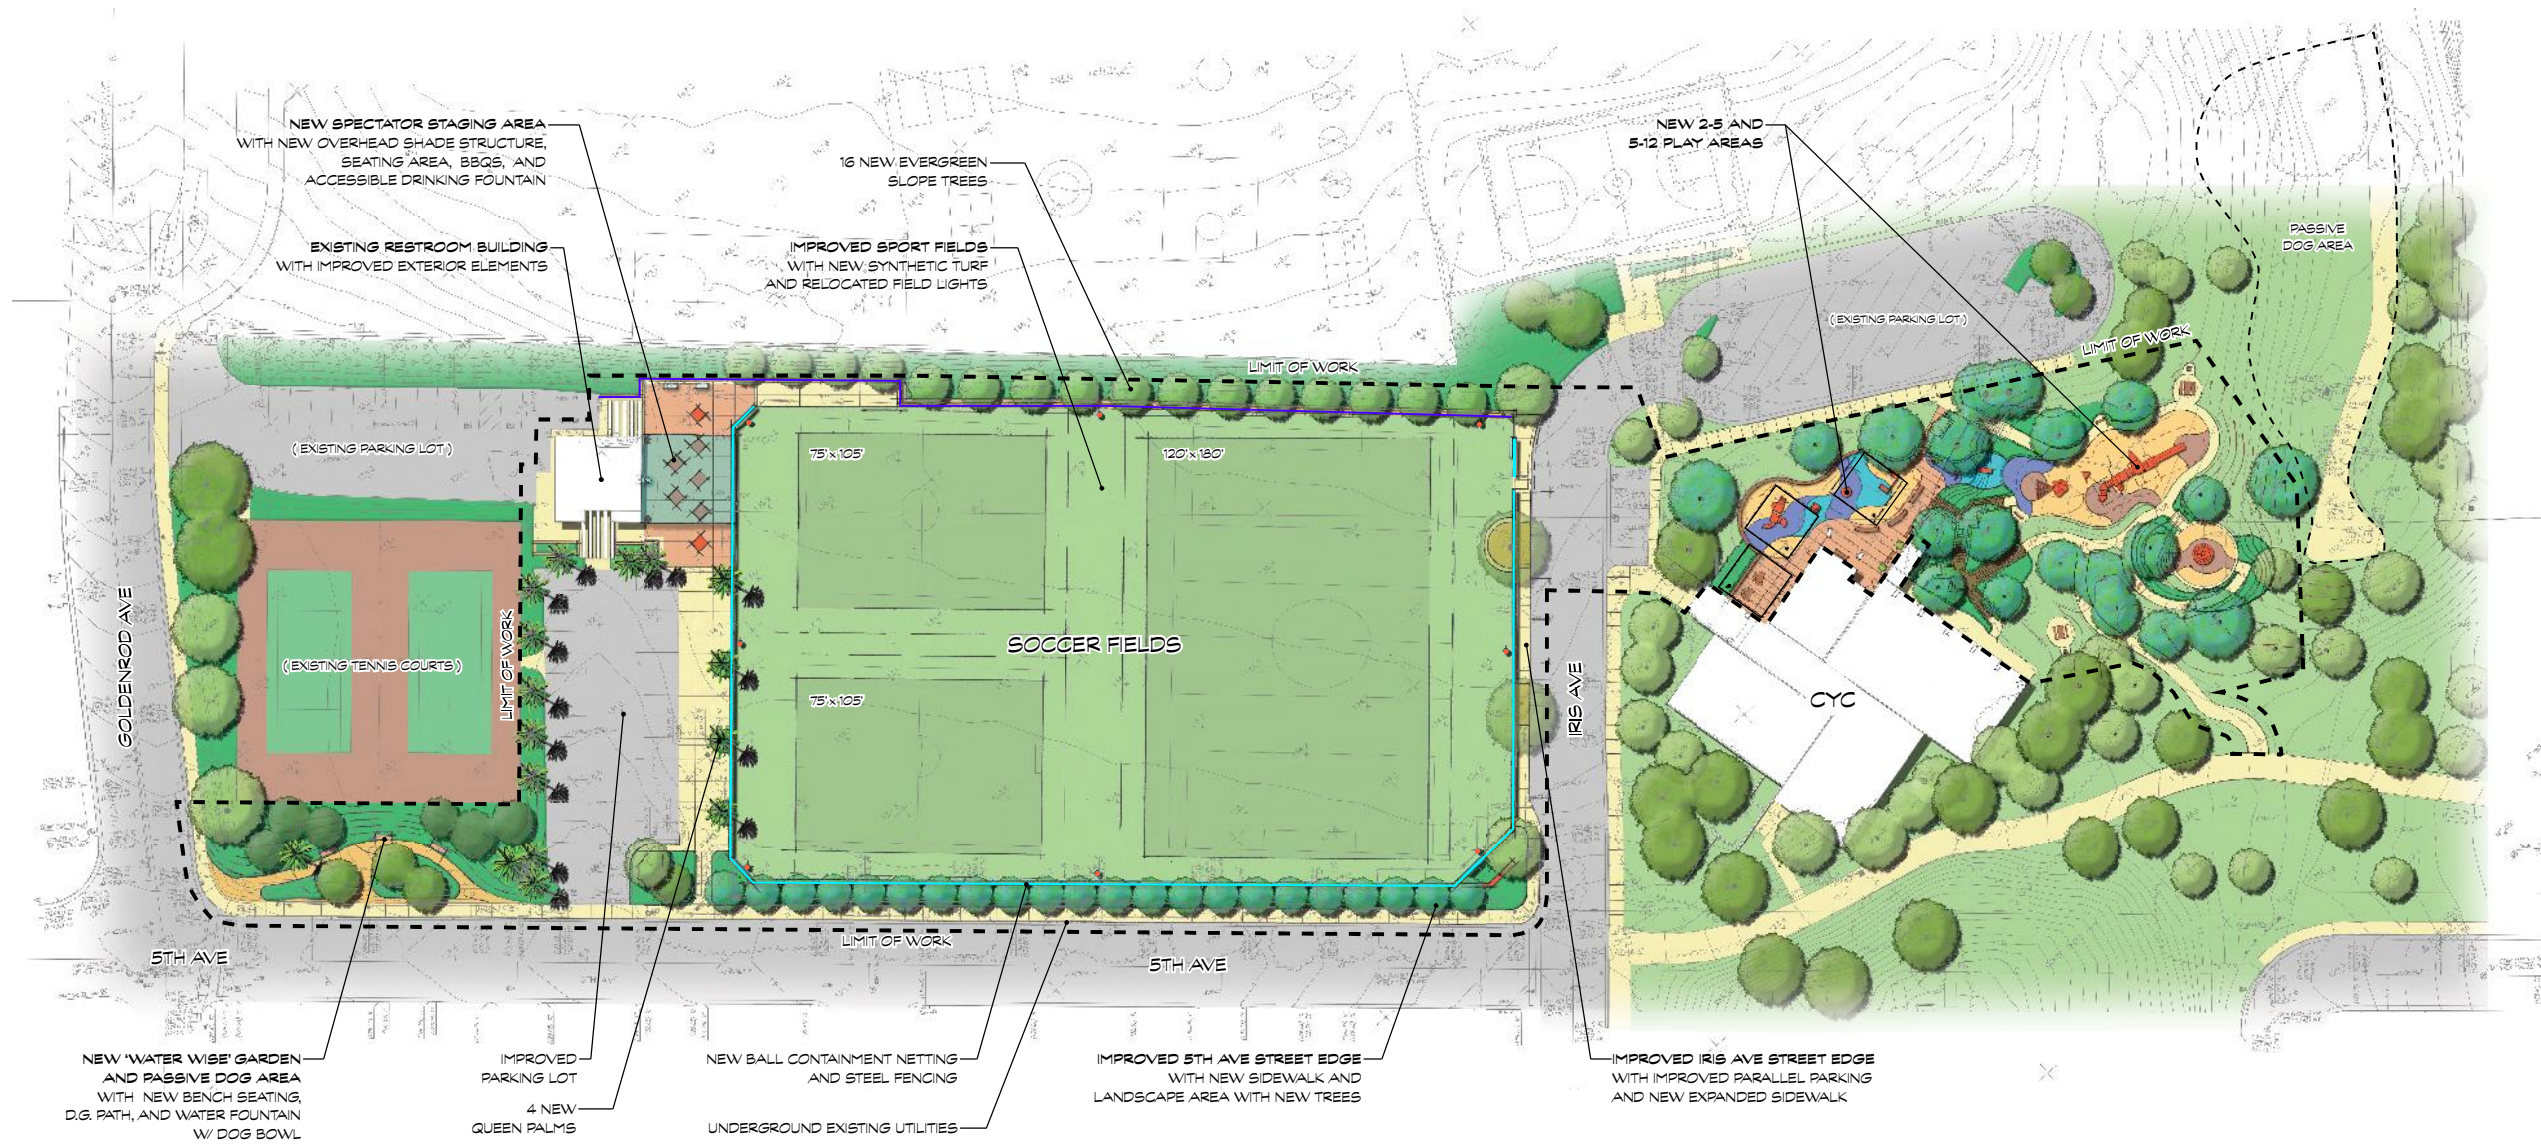 NEW SPECTATOR STAGING AREA
WITH NEW OVERHEAD SHADE STRUCTURE,
SEATING AREA, BBQS, AND
ACCESSIBLE DRINKING FOUNTAIN
16 NEW EVERGREEN
SLOPE TREES
NEW 2-5 AND
5-12 PLAY AREAS
EXISTING RESTROOM BUILDING
WITH IMPROVED EXTERIOR ELEMENTS
IMPROVED SPORT FIELDS
WITH NEW SYNTHETIC TURF
AND RELOCATED FIELD LIGHTS
PASSIVE
DOG AREA
( EXISTING PARKING LOT )
LIMIT OF WORK
LIMIT OF WORK
( EXISTING PARKING LOT )
75' x 105'
120' x 180'
GOLDENROD AVE
( EXISTING TENNIS COURTS )
LIMIT OF WORK
SOCCER FIELDS
75' x 105'
IRIS AVE
CYC
LIMIT OF WORK
5TH AVE
5TH AVE
NEW 'WATER WISE' GARDEN
AND PASSIVE DOG AREA
WITH NEW BENCH SEATING,
D.G. PATH, AND WATER FOUNTAIN
W/ DOG BOWL
IMPROVED
PARKING LOT
4 NEW
QUEEN PALMS
NEW BALL CONTAINMENT NETTING
AND STEEL FENCING
UNDERGROUND EXISTING UTILITIES
IMPROVED 5TH AVE STREET EDGE
WITH NEW SIDEWALK AND
LANDSCAPE AREA WITH NEW TREES
IMPROVED IRIS AVE STREET EDGE
WITH IMPROVED PARALLEL PARKING
AND NEW EXPANDED SIDEWALK